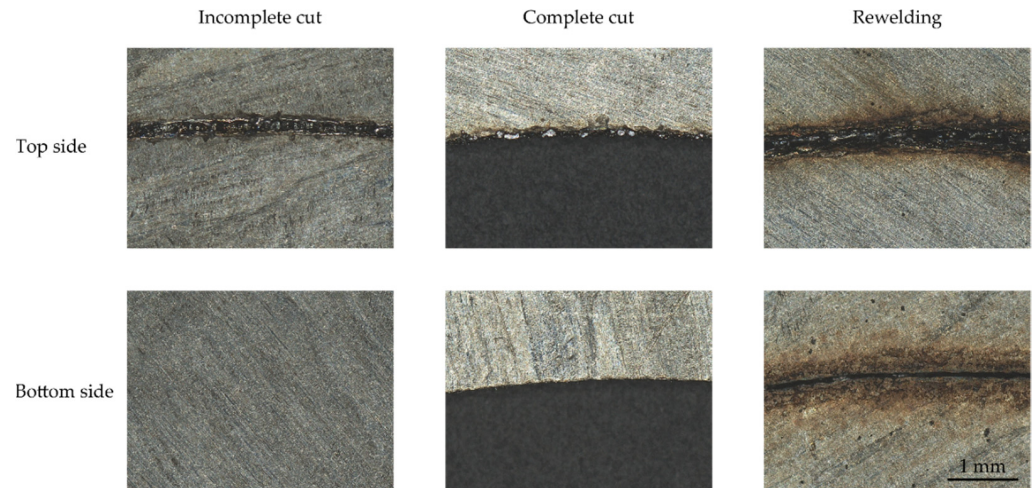 Incomplete cut
Complete cut
Rewelding
Top side
Bottom side
1 mm